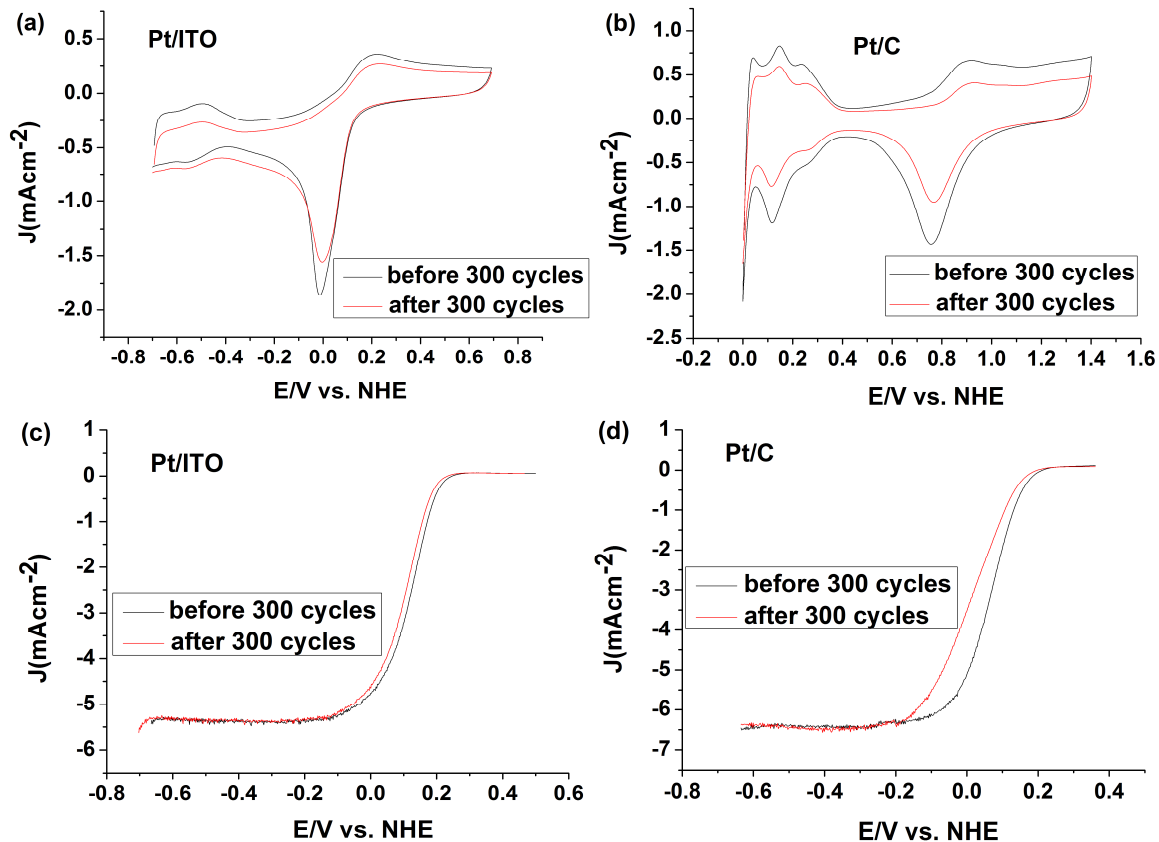 (a)
Pt/ITO
0.5
0.0
-0.5
-1.0
-1.5
-2.0
J(mAcm-2)
before 300 cycles
after 300 cycles
-0.8 -0.6 -0.4 -0.2 0.0 0.2 0.4 0.6 0.8
E/V vs. NHE
(b)
Pt/C
1.0
0.5
0.0
-0.5
-1.0
-1.5
-2.0
-2.5
J(mAcm-2)
before 300 cycles
after 300 cycles
-0.2 0.0 0.2 0.4 0.6 0.8 1.0 1.2 1.4 1.6
E/V vs. NHE
(c)
Pt/ITO
1
0
-1
-2
-3
-4
-5
-6
J(mAcm-2)
before 300 cycles
after 300 cycles
-0.8 -0.6 -0.4 -0.2 0.0 0.2 0.4 0.6
E/V vs. NHE
(d)
Pt/C
1
0
-1
-2
-3
-4
-5
-6
-7
J(mAcm-2)
before 300 cycles
after 300 cycles
-0.8 -0.6 -0.4 -0.2 0.0 0.2 0.4
E/V vs. NHE